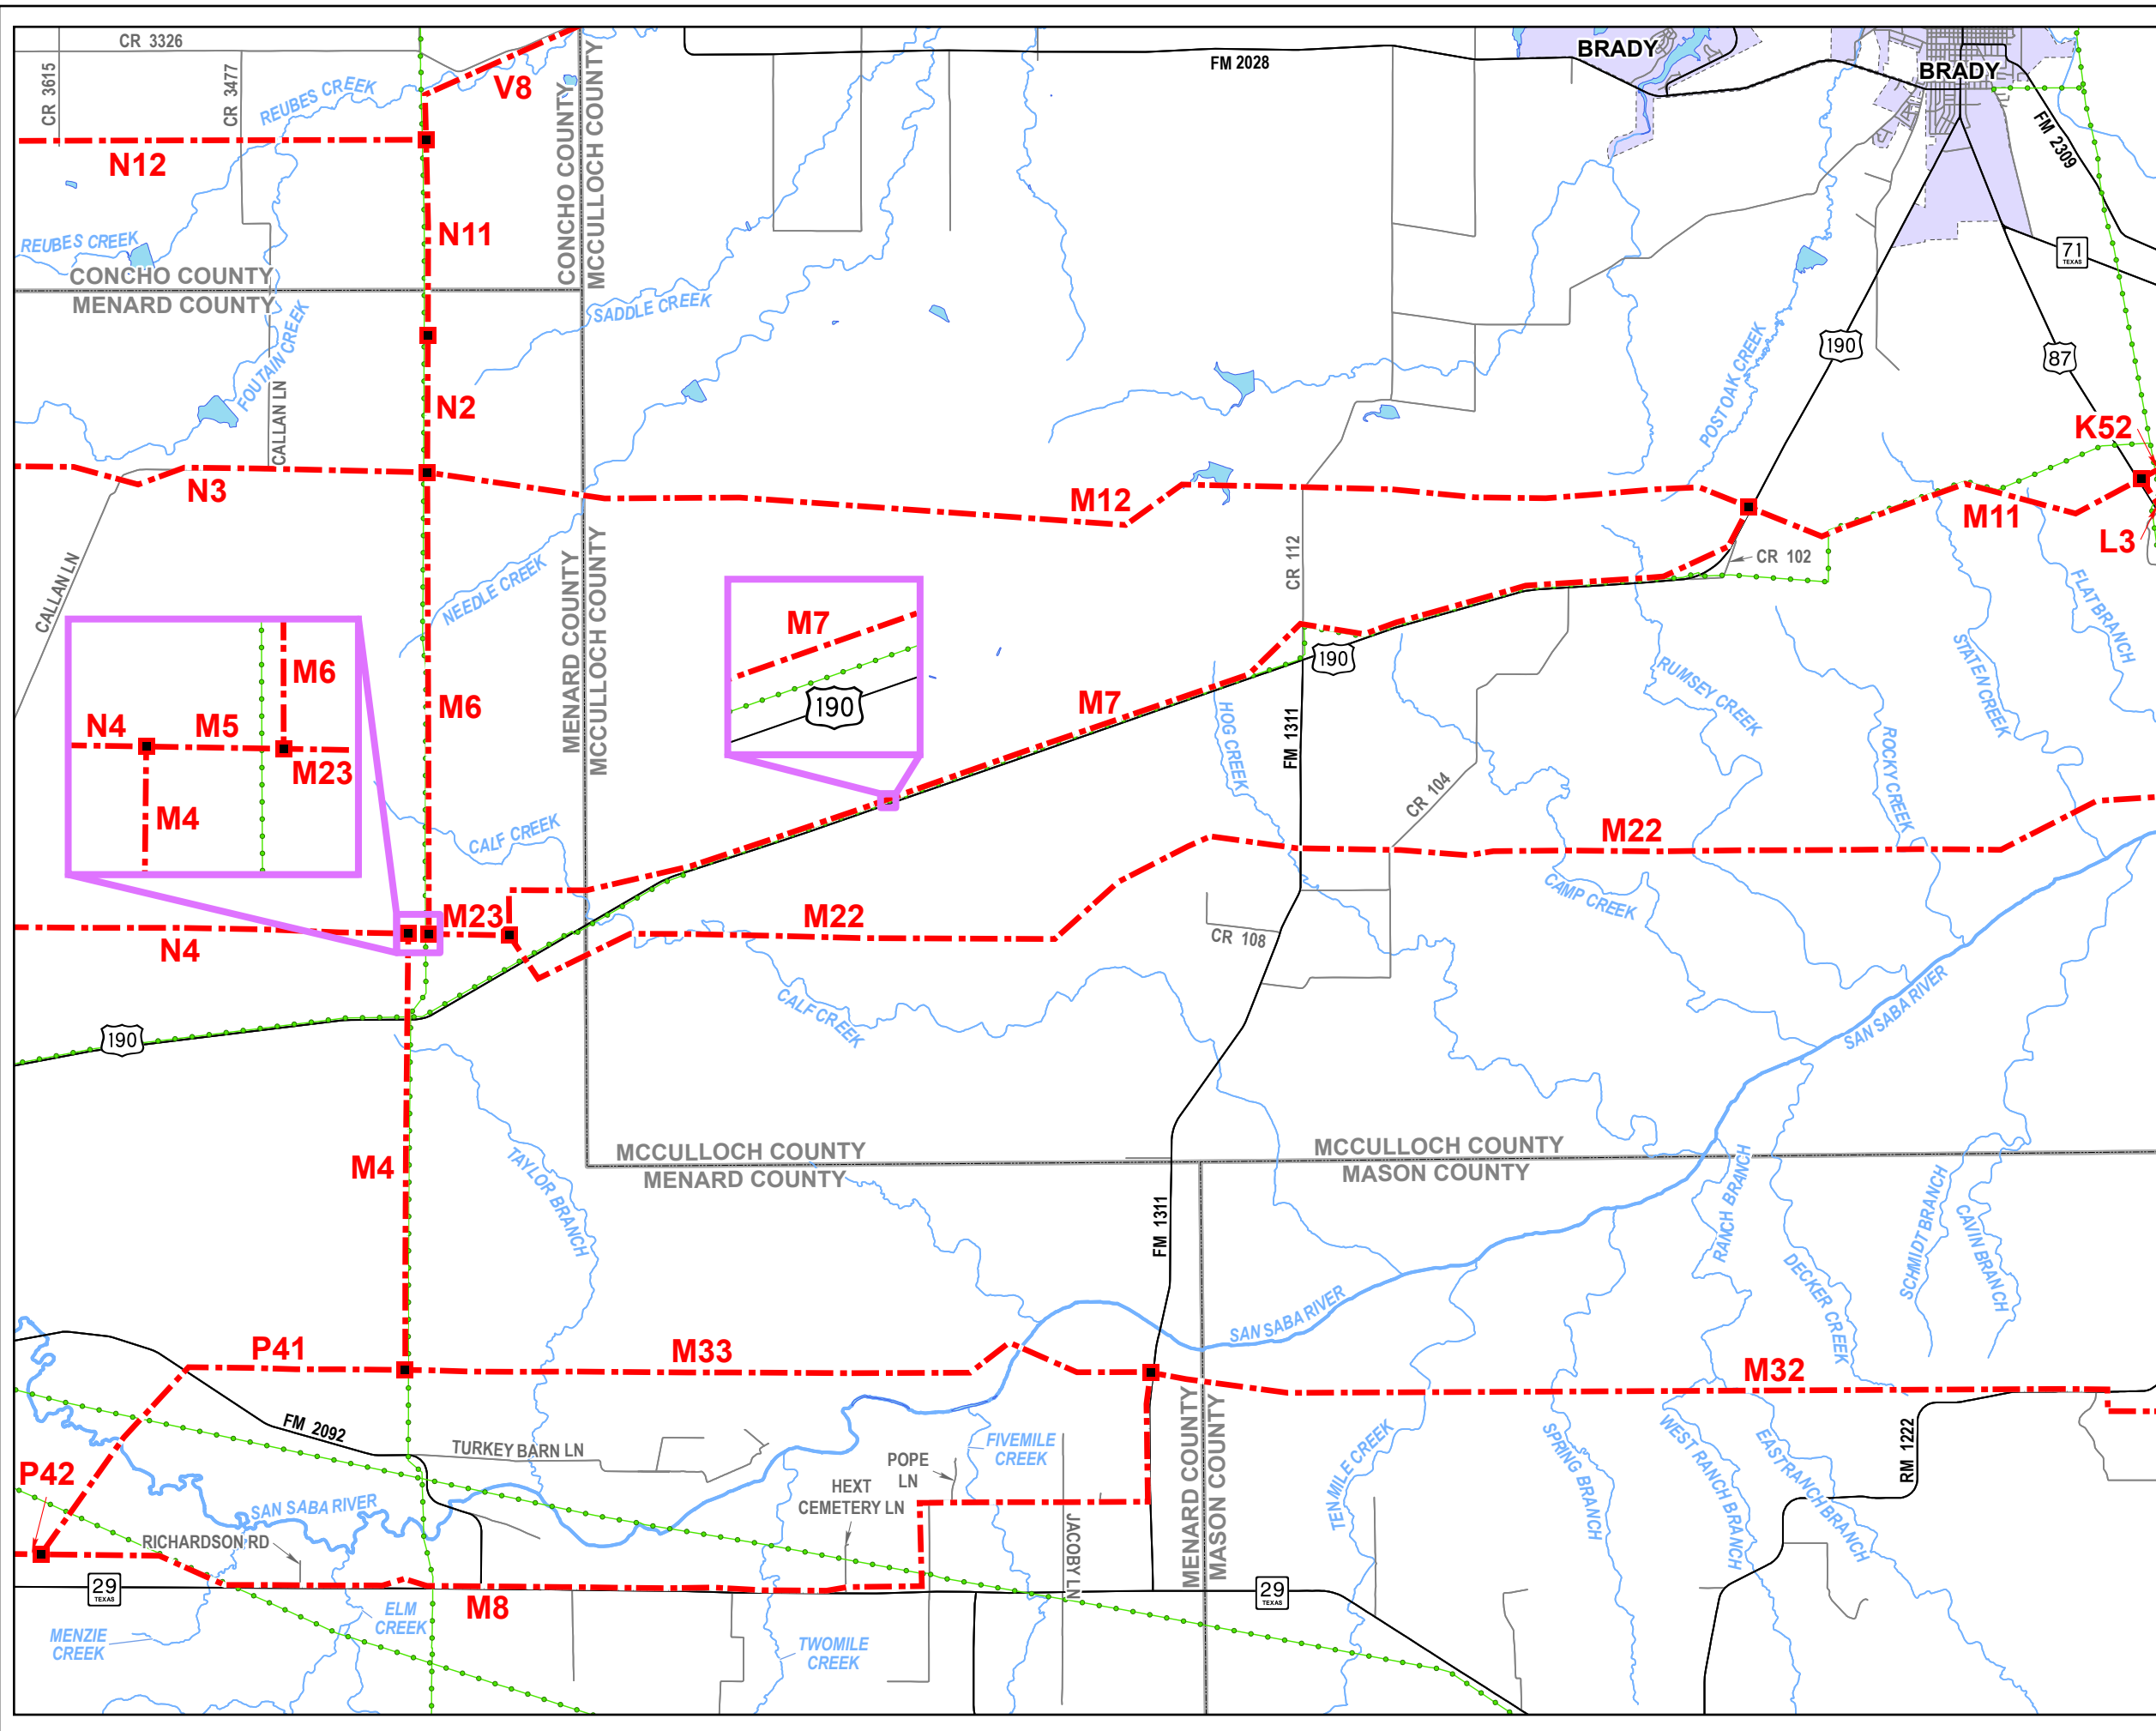 CR 3326
CR 3615
CR 3477
REUBES CREEK
V8
CONCHO COUNTY
MCCULLOCH COUNTY
FM 2028
BRADY
BRADY
FM 2309
N12
N11
REUBES CREEK
CONCHO COUNTY
MENARD COUNTY
71
TEXAS
SADDLE CREEK
FOUTAIN CREEK
CALLAN LN
N2
POST OAK CREEK
190
87
K52
N3
M12
M11
L3
CALLAN LN
NEEDLE CREEK
MENARD COUNTY
MCCULLOCH COUNTY
CR 112
CR 102
FLAT BRANCH
M7
190
M6
N4
M5
M23
M4
M6
M7
190
HOG CREEK
FM 1311
RUMSEY CREEK
STATEN CREEK
ROCKY CREEK
CR 104
CALF CREEK
M22
M23
M22
CAMP CREEK
N4
CR 108
190
CALF CREEK
SAN SABA RIVER
M4
TAYLOR BRANCH
MCCULLOCH COUNTY
MENARD COUNTY
MCCULLOCH COUNTY
MASON COUNTY
FM 1311
RANCH BRANCH
DECKER CREEK
SCHMIDT BRANCH
CAVIN BRANCH
SAN SABA RIVER
P41
M33
M32
FM 2092
TURKEY BARN LN
POPE
LN
FIVEMILE
CREEK
MENARD COUNTY
MASON COUNTY
TEN MILE CREEK
SPRING BRANCH
WEST RANCH BRANCH
EAST RANCH BRANCH
RM 1222
P42
HEXT
CEMETERY LN
SAN SABA RIVER
RICHARDSON RD
JACOBY LN
29
TEXAS
M8
29
TEXAS
ELM
CREEK
MENZIE
CREEK
TWOMILE
CREEK